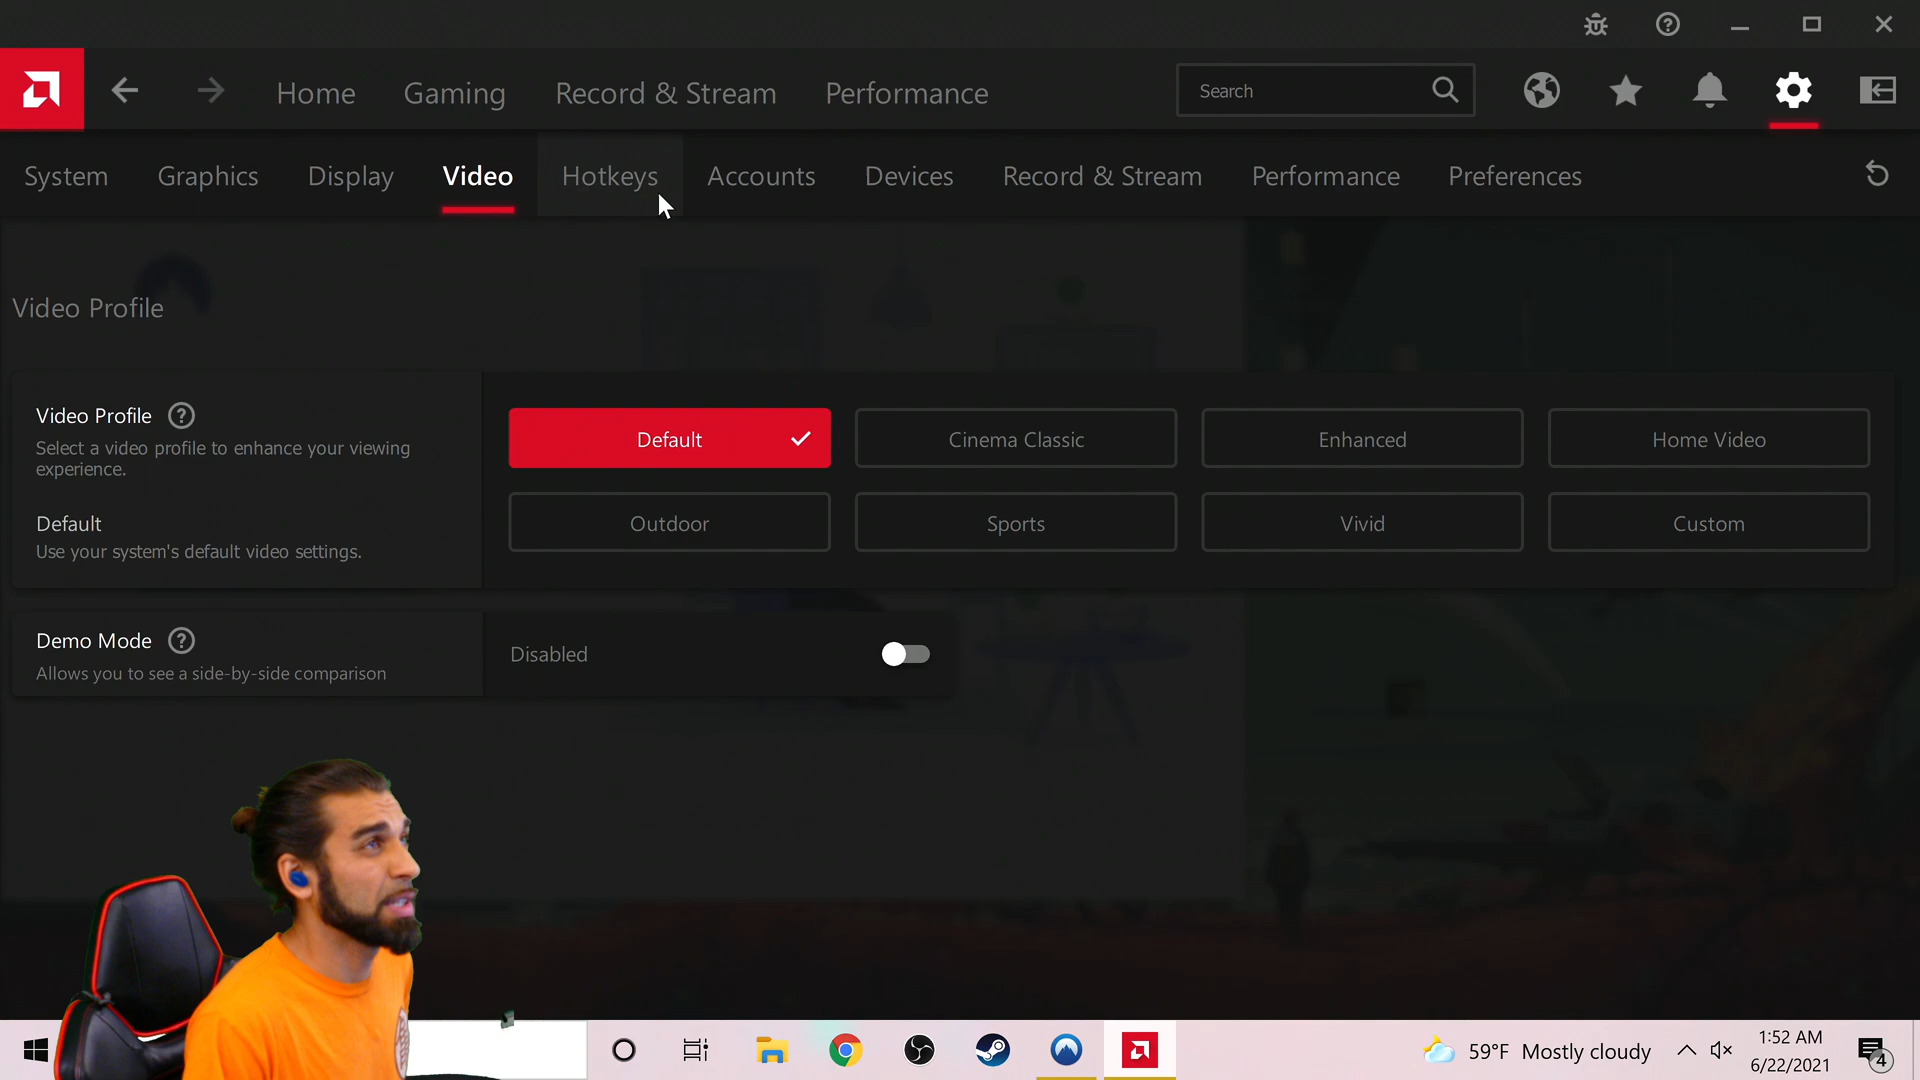 Home Gaming Record & Stream Performance Search
System Graphics Display Video Hotkeys Accounts Devices Record & Stream Performance Preferences
Video Profile
Video Profile
Select a video profile to enhance your viewing
experience.
Default
Use your system's default video settings.
Default Cinema Classic Enhanced Home Video
Outdoor Sports Vivid Custom
Demo Mode
Allows you to see a side-by-side comparison
Disabled
59°F Mostly cloudy
1:52 AM
6/22/2021
4